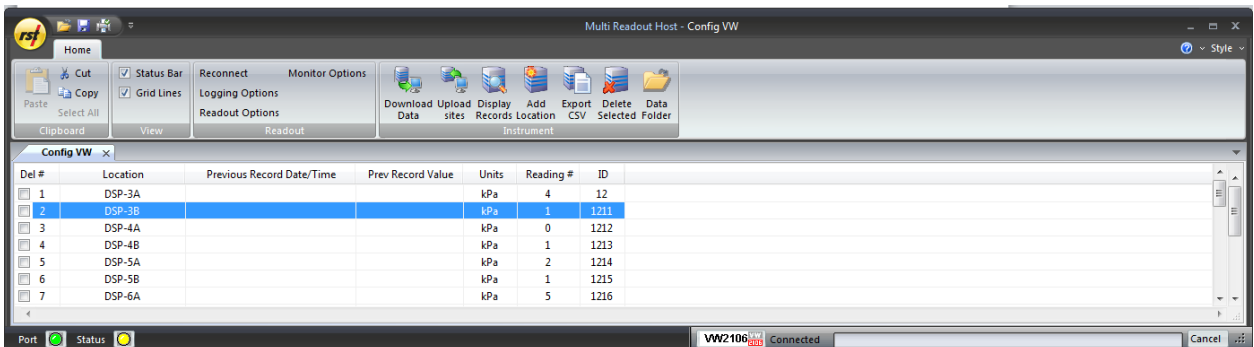 rst
Multi Readout Host - Config VW
Home
Style
Paste
Cut
Copy
Select All
Clipboard
Status Bar
Grid Lines
View
Reconnect Monitor Options
Logging Options
Readout Options
Readout
Download Data
Upload sites
Display Records
Add Location
Export CSV
Delete Selected
Data Folder
Instrument
Config VW
Del # Location Previous Record Date/Time Prev Record Value Units Reading # ID
1 DSP-3A kPa 4 12
2 DSP-3B kPa 1 1211
3 DSP-4A kPa 0 1212
4 DSP-4B kPa 1 1213
5 DSP-5A kPa 2 1214
6 DSP-5B kPa 1 1215
7 DSP-6A kPa 5 1216
Port Status VW2106 Connected Cancel